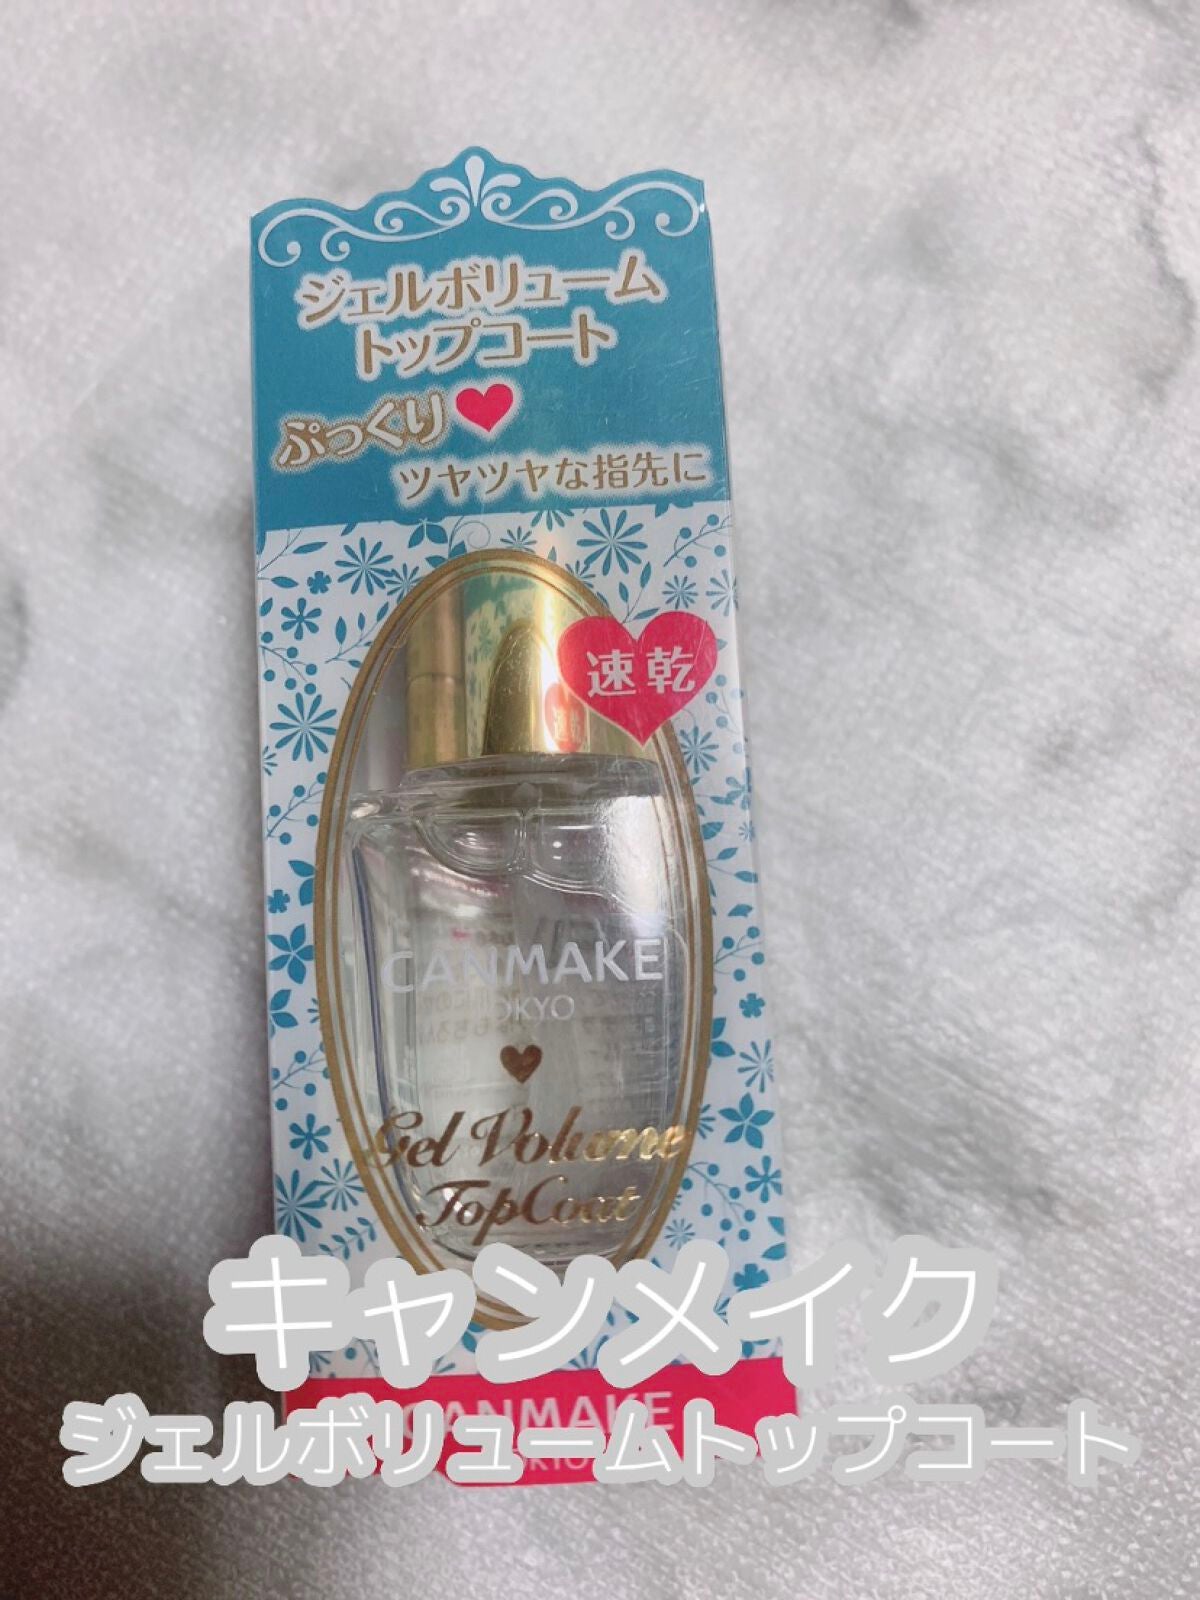 ジェルボリューム
トップコート
ぷっくり
ツヤツヤな指先に
速乾
CANMAKE
TOKYO
Gel Volume
TopCoat
キャンメイク
CANMAKE
ジェルボリュームトップコート